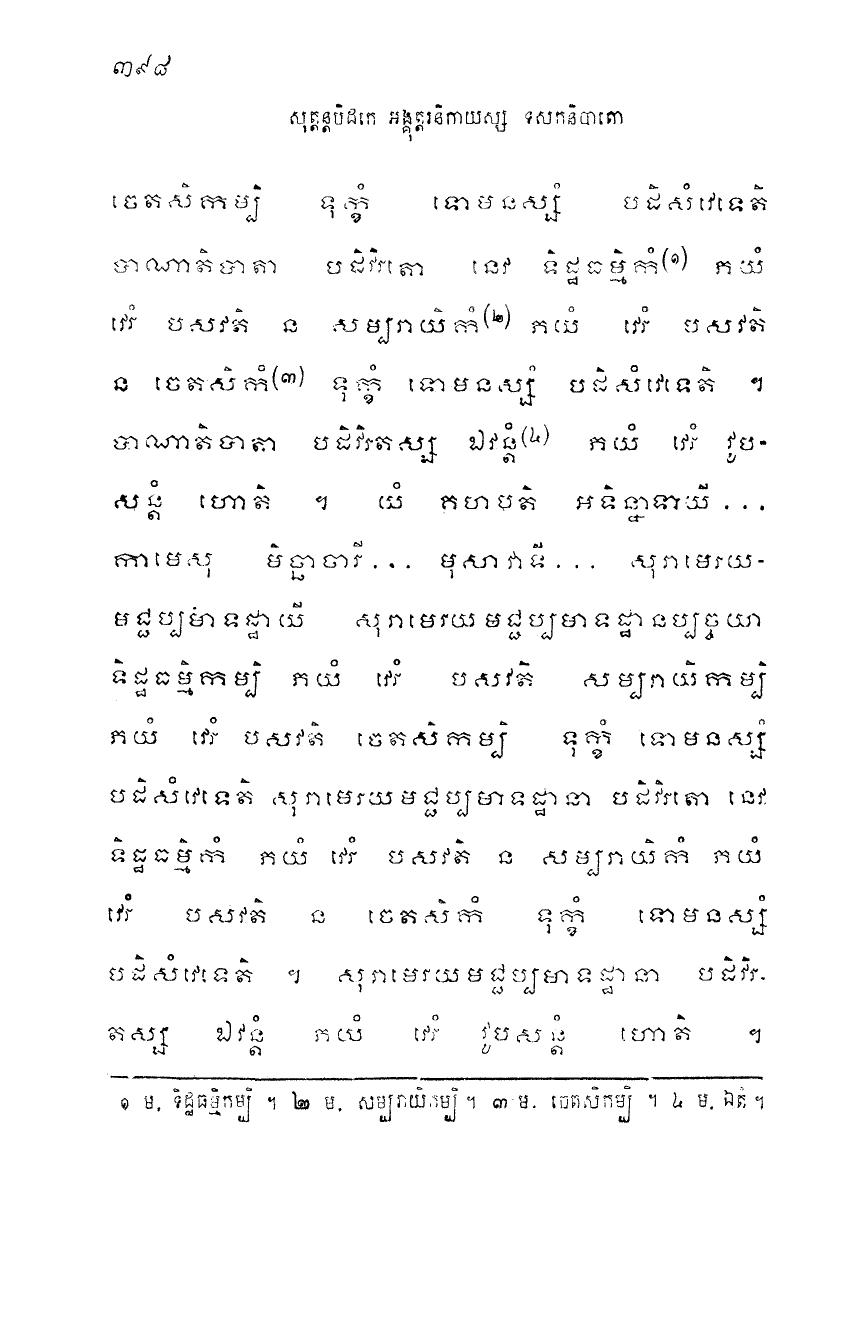 ៣៩៨
សុត្តន្តបិដកេ អង្គុត្តរនិកាយស្ស ទសកនិបាតោ
ចេតសិកម្បិ ទុក្ខំ ទោមនស្សំ បដិសំវេទេតិ
បាណាតិបាតា បដិវិរតោ នេវ ទិដ្ឋធម្មិកំ(១) ភយំ
វេរំ បសវតិ ន សម្បរាយិកំ(២) ភយំ វេរំ បសវតិ
ន ចេតសិកំ(៣) ទុក្ខំ ទោមនស្សំ បដិសំវេទេតិ ។
បាណាតិបាតា បដិវិរតស្ស ឯវន្តំ(៤) ភយំ វេរំ វូប-
សន្តំ ហោតិ ។ យំ គហបតិ អទិន្នាទាយី...
កាមេសុ មិច្ឆាចារី... មុសាវាទី... សុរាមេរយ-
មជ្ជប្បមាទដ្ឋាយី សុរាមេរយមជ្ជប្បមាទដ្ឋានប្បច្ចយា
ទិដ្ឋធម្មិកម្បិ ភយំ វេរំ បសវតិ សម្បរាយិកម្បិ
ភយំ វេរំ បសវតិ ចេតសិកម្បិ ទុក្ខំ ទោមនស្សំ
បដិសំវេទេតិ សុរាមេរយមជ្ជប្បមាទដ្ឋានា បដិវិរតោ នេវ
ទិដ្ឋធម្មិកំ ភយំ វេរំ បសវតិ ន សម្បរាយិកំ ភយំ
វេរំ បសវតិ ន ចេតសិកំ ទុក្ខំ ទោមនស្សំ
បដិសំវេទេតិ ។ សុរាមេរយមជ្ជប្បមាទដ្ឋានា បដិវិរ-
តស្ស ឯវន្តំ ភយំ វេរំ វូបសន្តំ ហោតិ ។
១ ម. ទិដ្ឋធម្មិកម្បិ ។ ២ ម. សម្បរាយិកម្បិ ។ ៣ ម. ចេតសិកម្បិ ។ ៤ ម. ឯតំ ។